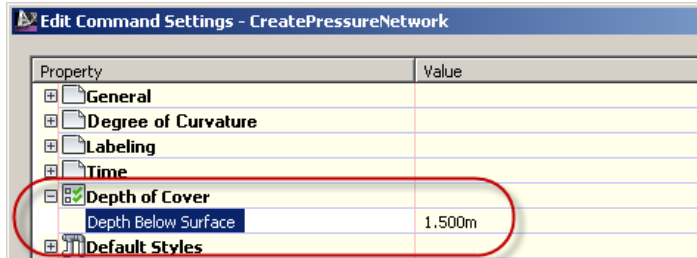 Edit Command Settings - CreatePressureNetwork
Property Value
General
Degree of Curvature
Labeling
Time
Depth of Cover
Depth Below Surface 1.500m
Default Styles